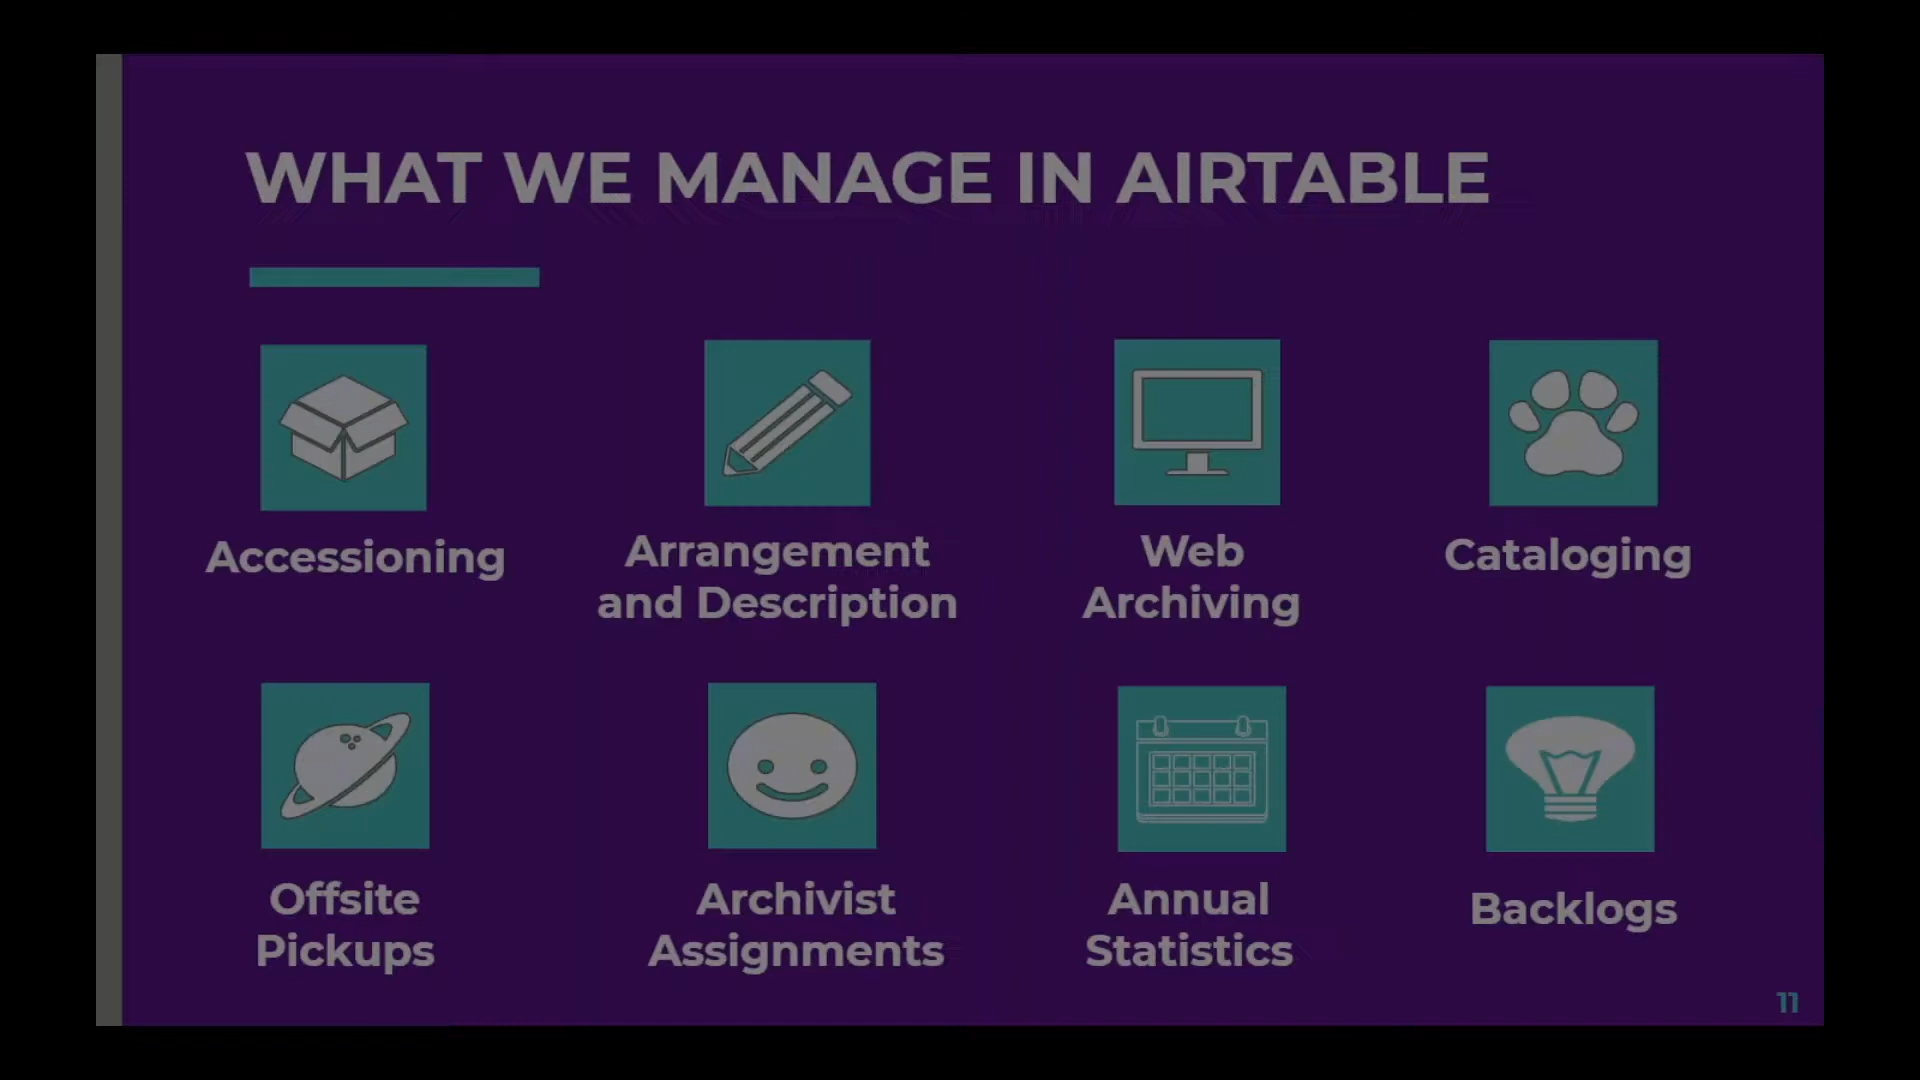 WHAT WE MANAGE IN AIRTABLE
Accessioning
Arrangement
and Description
Web
Archiving
Cataloging
Offsite
Pickups
Archivist
Assignments
Annual
Statistics
Backlogs
11